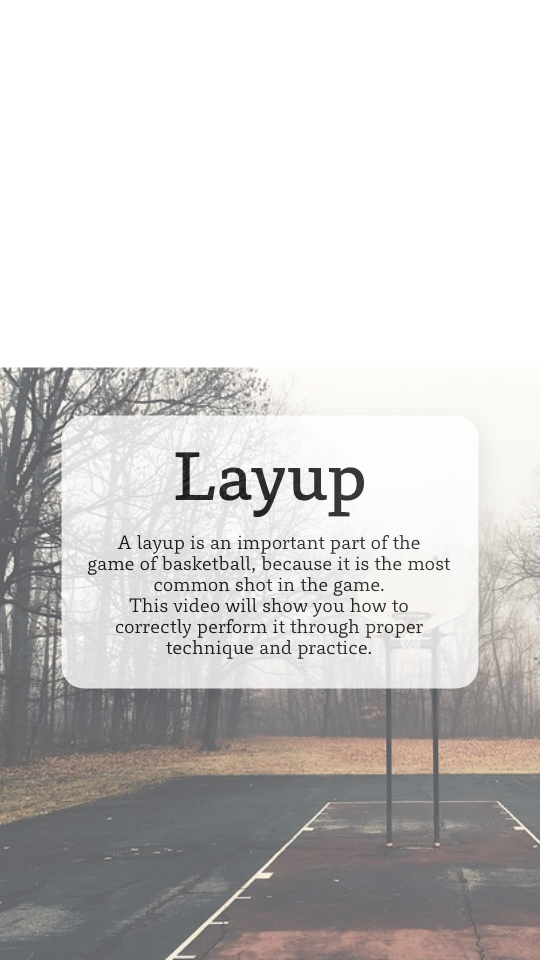 Layup
A layup is an important part of the
game of basketball, because it is the most
common shot in the game.
This video will show you how to
correctly perform it through proper
technique and practice.